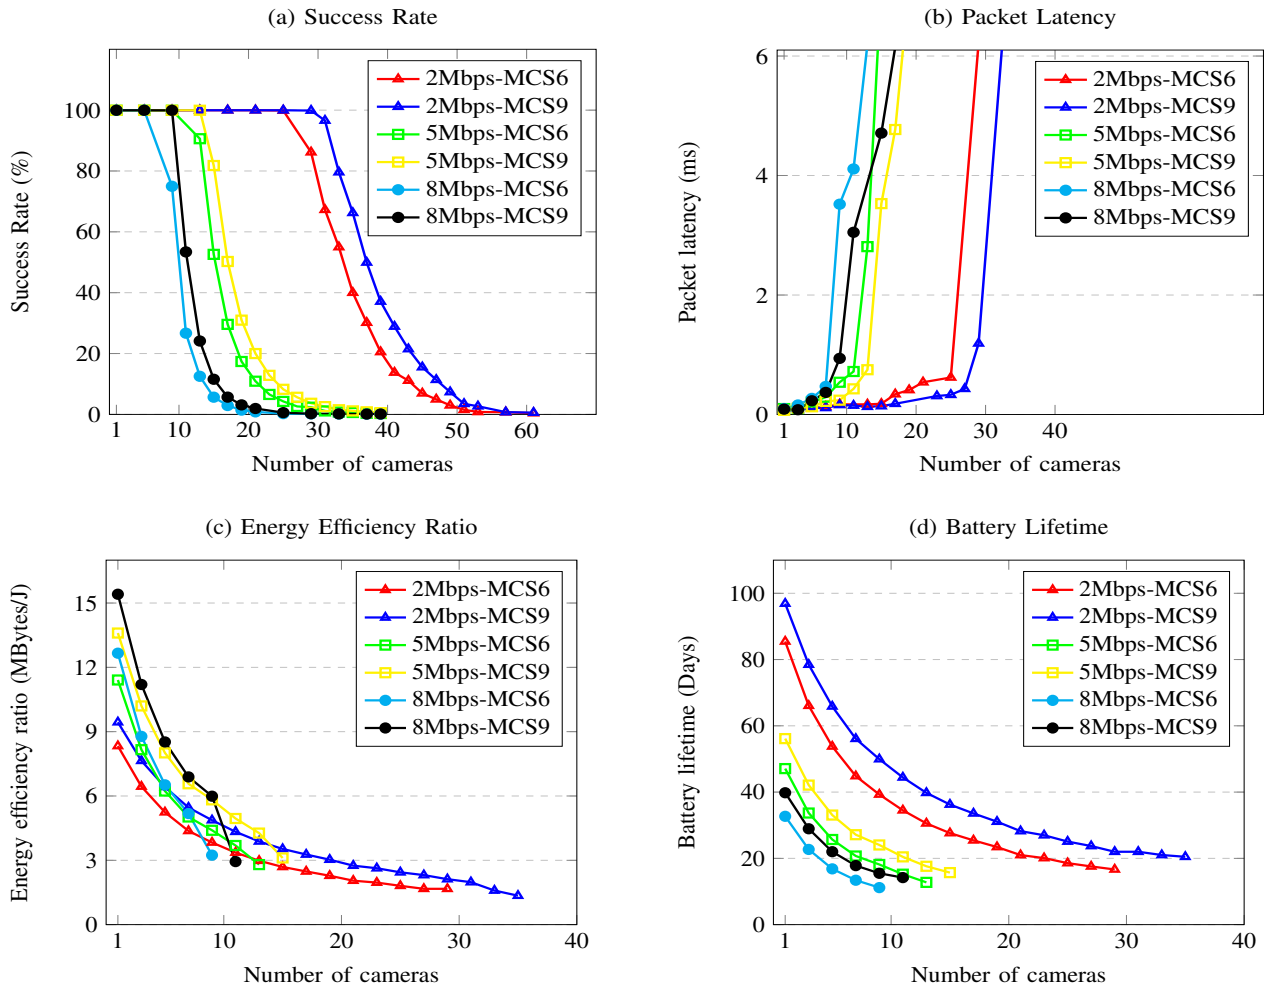 (a) Success Rate
Success Rate (%)
100
80
60
40
20
0
1 10 20 30 40 50 60
Number of cameras
2Mbps-MCS6
2Mbps-MCS9
5Mbps-MCS6
5Mbps-MCS9
8Mbps-MCS6
8Mbps-MCS9
(b) Packet Latency
Packet latency (ms)
6
4
2
0
1 10 20 30 40
Number of cameras
2Mbps-MCS6
2Mbps-MCS9
5Mbps-MCS6
5Mbps-MCS9
8Mbps-MCS6
8Mbps-MCS9
(c) Energy Efficiency Ratio
Energy efficiency ratio (MBytes/J)
15
12
9
6
3
0
1 10 20 30 40
Number of cameras
2Mbps-MCS6
2Mbps-MCS9
5Mbps-MCS6
5Mbps-MCS9
8Mbps-MCS6
8Mbps-MCS9
(d) Battery Lifetime
Battery lifetime (Days)
100
80
60
40
20
0
1 10 20 30 40
Number of cameras
2Mbps-MCS6
2Mbps-MCS9
5Mbps-MCS6
5Mbps-MCS9
8Mbps-MCS6
8Mbps-MCS9